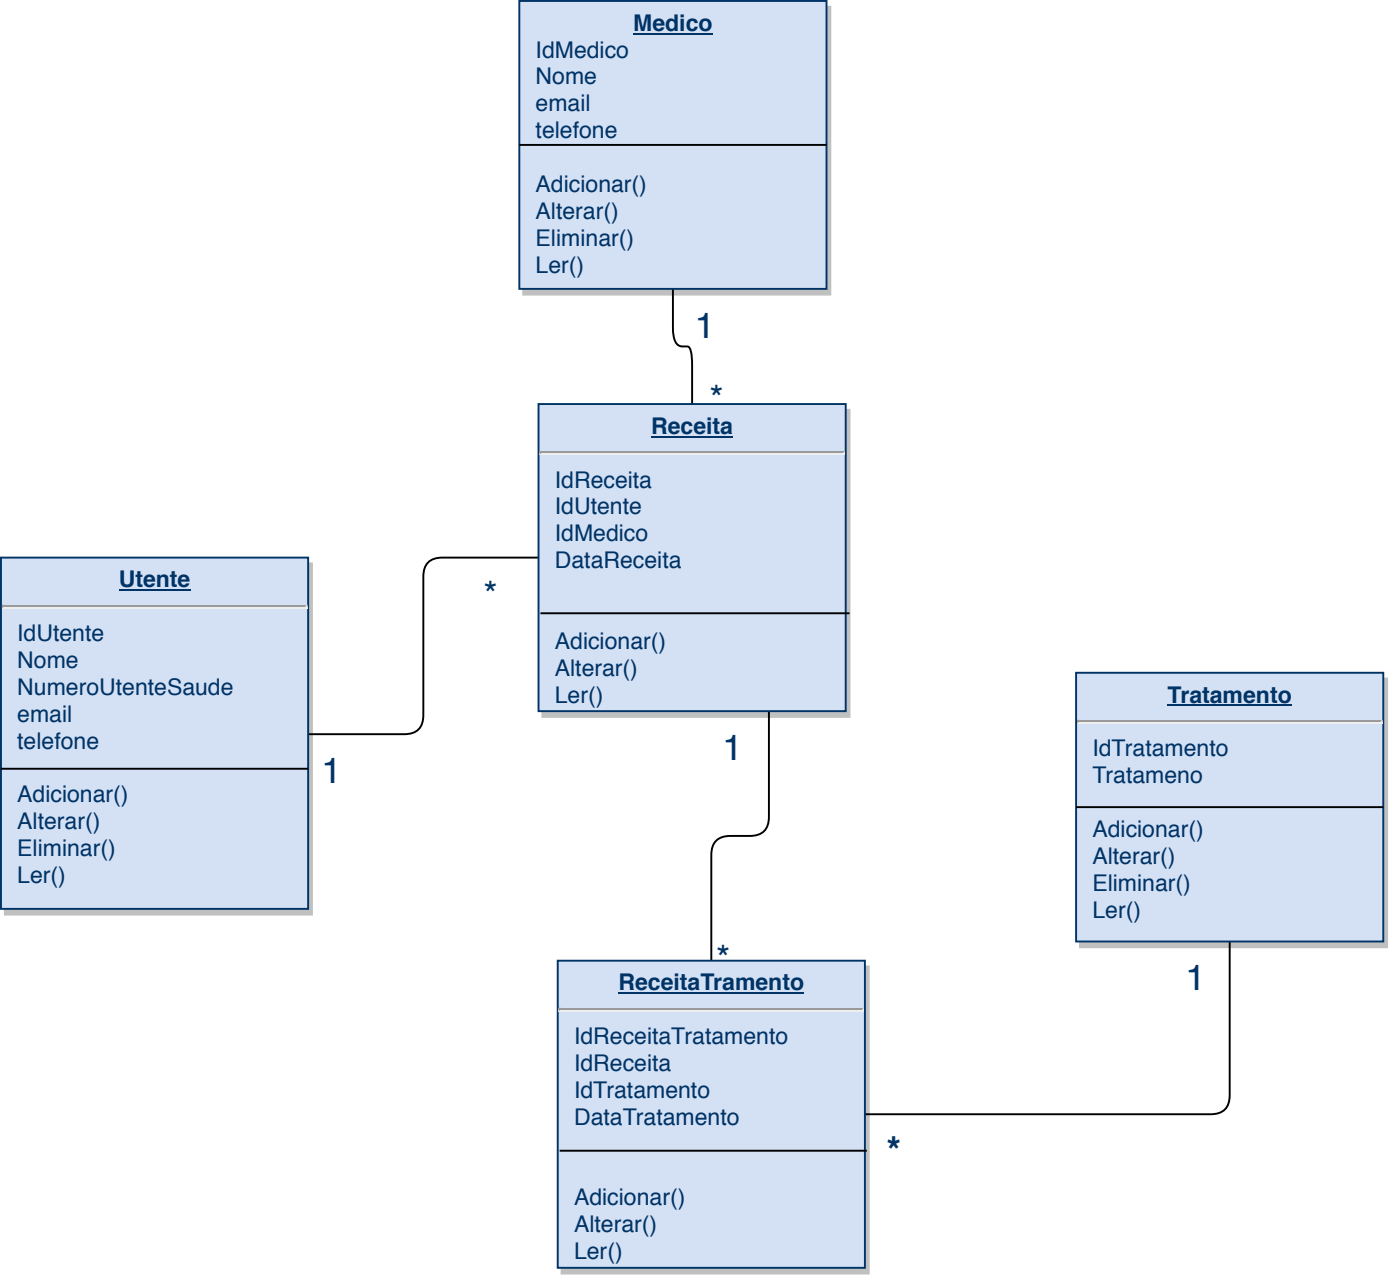 Medico
IdMedico
Nome
email
telefone
Adicionar()
Alterar()
Eliminar()
Ler()
1
*
Receita
IdReceita
IdUtente
IdMedico
DataReceita
Adicionar()
Alterar()
Ler()
*
1
Utente
IdUtente
Nome
NumeroUtenteSaude
email
telefone
Adicionar()
Alterar()
Eliminar()
Ler()
1
*
Tratamento
IdTratamento
Tratameno
Adicionar()
Alterar()
Eliminar()
Ler()
1
*
ReceitaTramento
IdReceitaTratamento
IdReceita
IdTratamento
DataTratamento
Adicionar()
Alterar()
Ler()